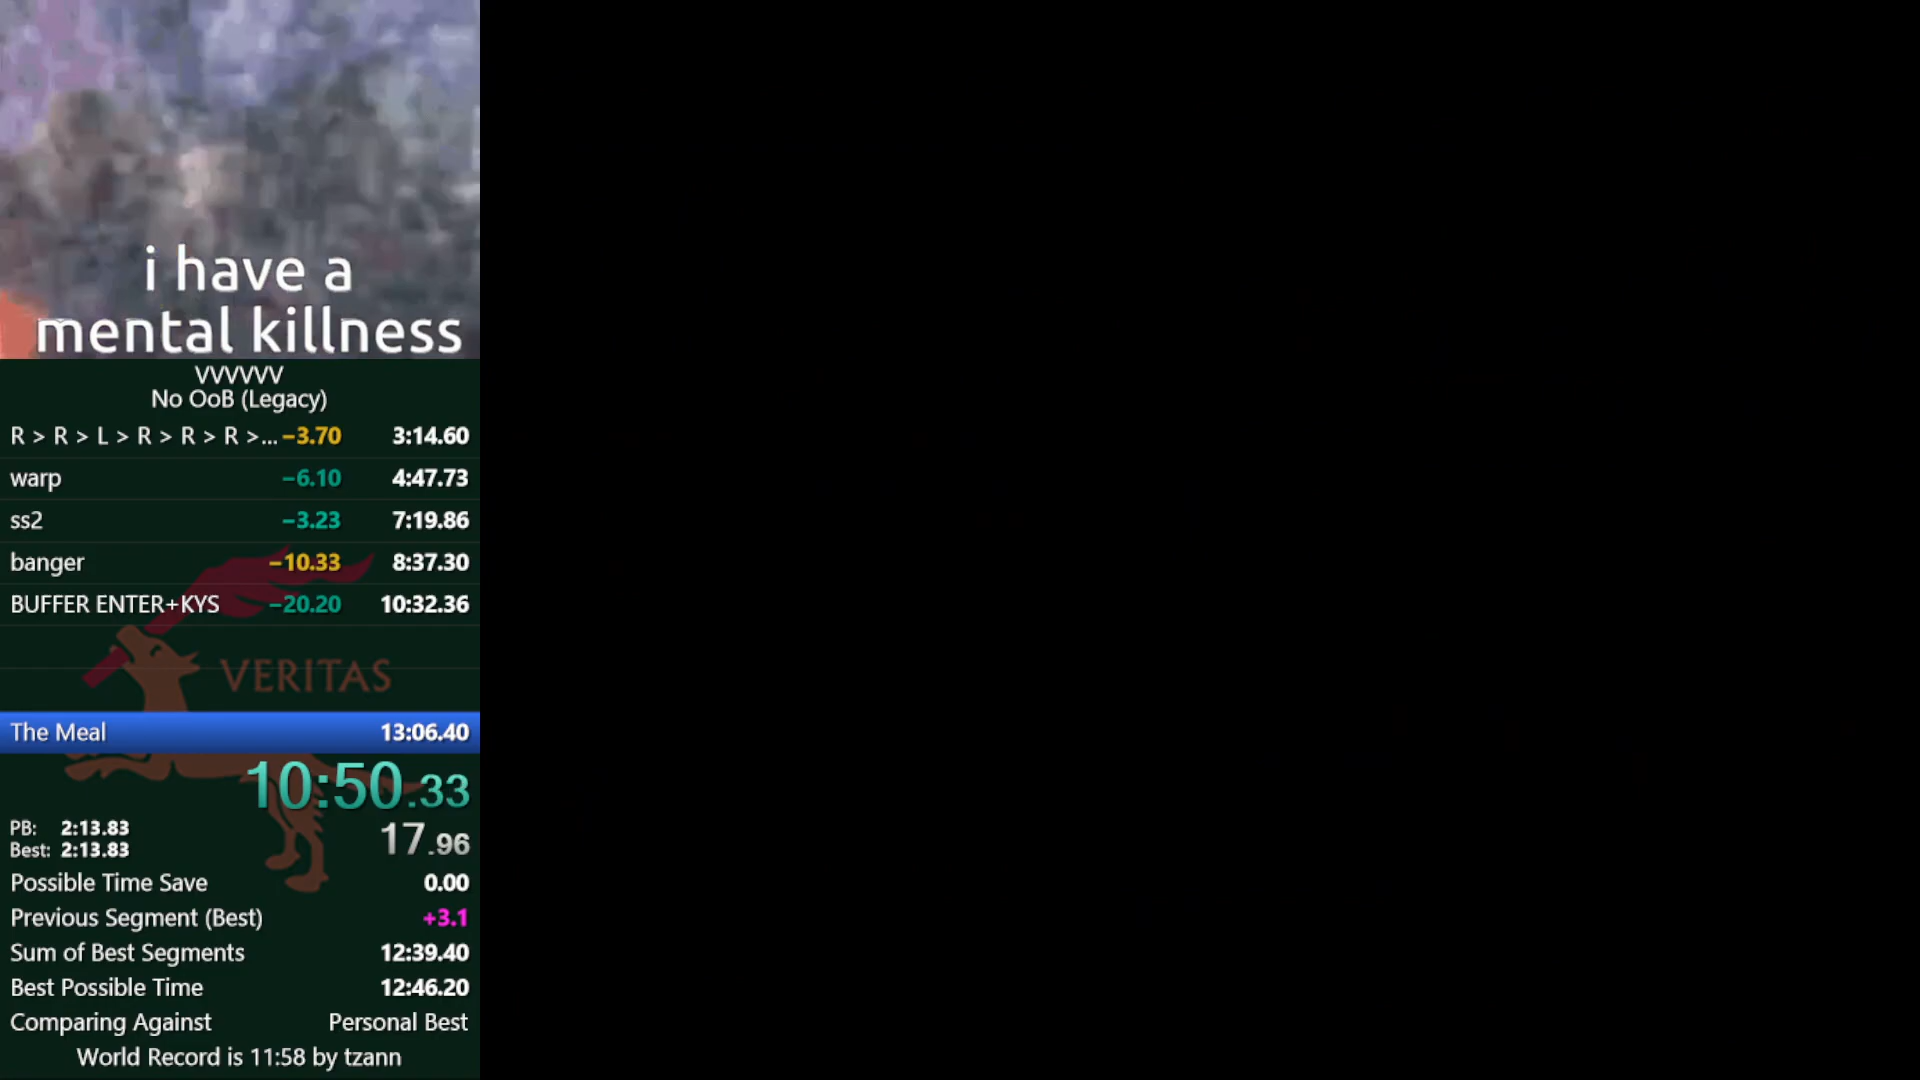 i have a
mental killness
VVVVVV
No OoB (Legacy)
R > R > L > R > R > R >... −3.70 3:14.60
warp −6.10 4:47.73
ss2 −3.23 7:19.86
banger −10.33 8:37.30
BUFFER ENTER+KYS −20.20 10:32.36
VERITAS
The Meal 13:06.40
10:50.33
PB: 2:13.83
Best: 2:13.83
17.96
Possible Time Save 0.00
Previous Segment (Best) +3.1
Sum of Best Segments 12:39.40
Best Possible Time 12:46.20
Comparing Against Personal Best
World Record is 11:58 by tzann